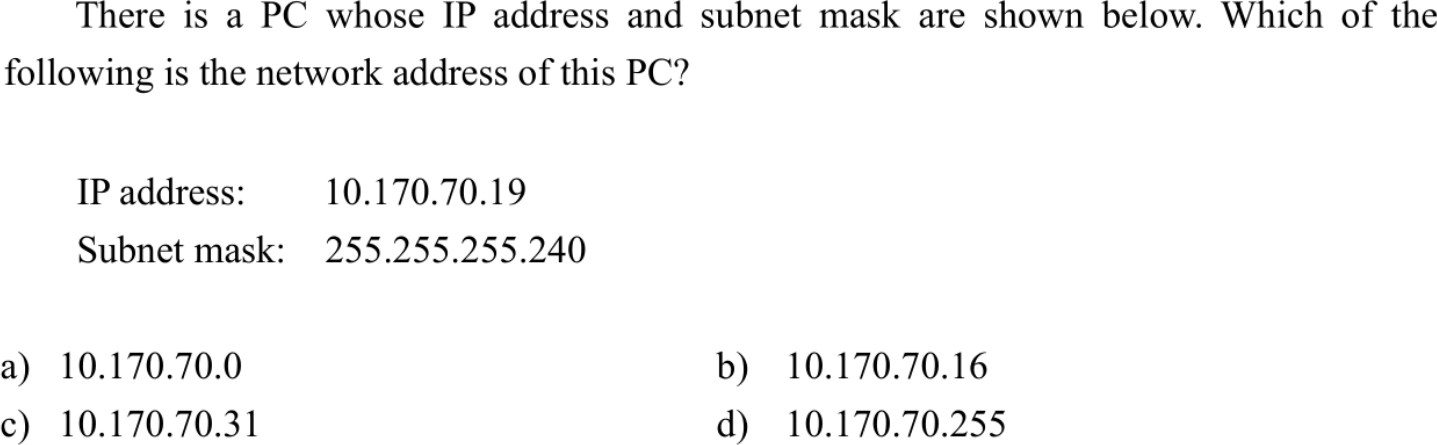 There is a PC whose IP address and subnet mask are shown below. Which of the
following is the network address of this PC?
IP address: 10.170.70.19
Subnet mask: 255.255.255.240
a) 10.170.70.0 b) 10.170.70.16
c) 10.170.70.31 d) 10.170.70.255